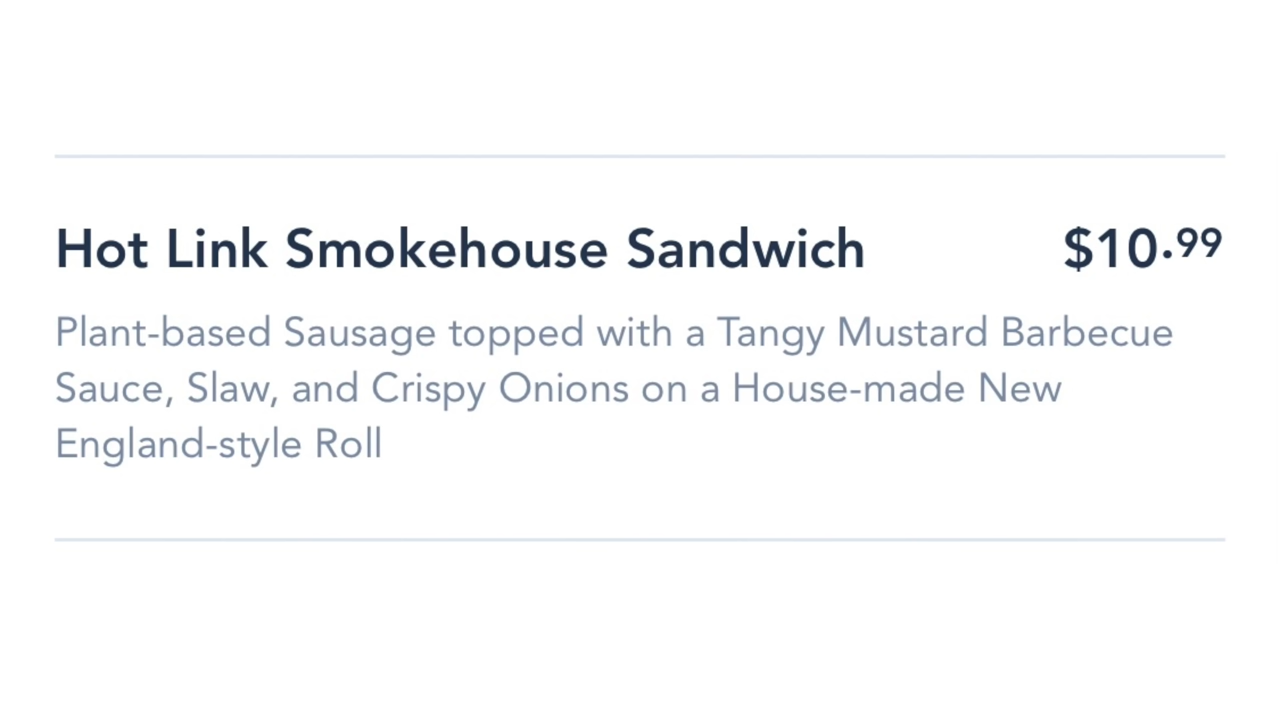 Hot Link Smokehouse Sandwich $10.99
Plant-based Sausage topped with a Tangy Mustard Barbecue
Sauce, Slaw, and Crispy Onions on a House-made New
England-style Roll